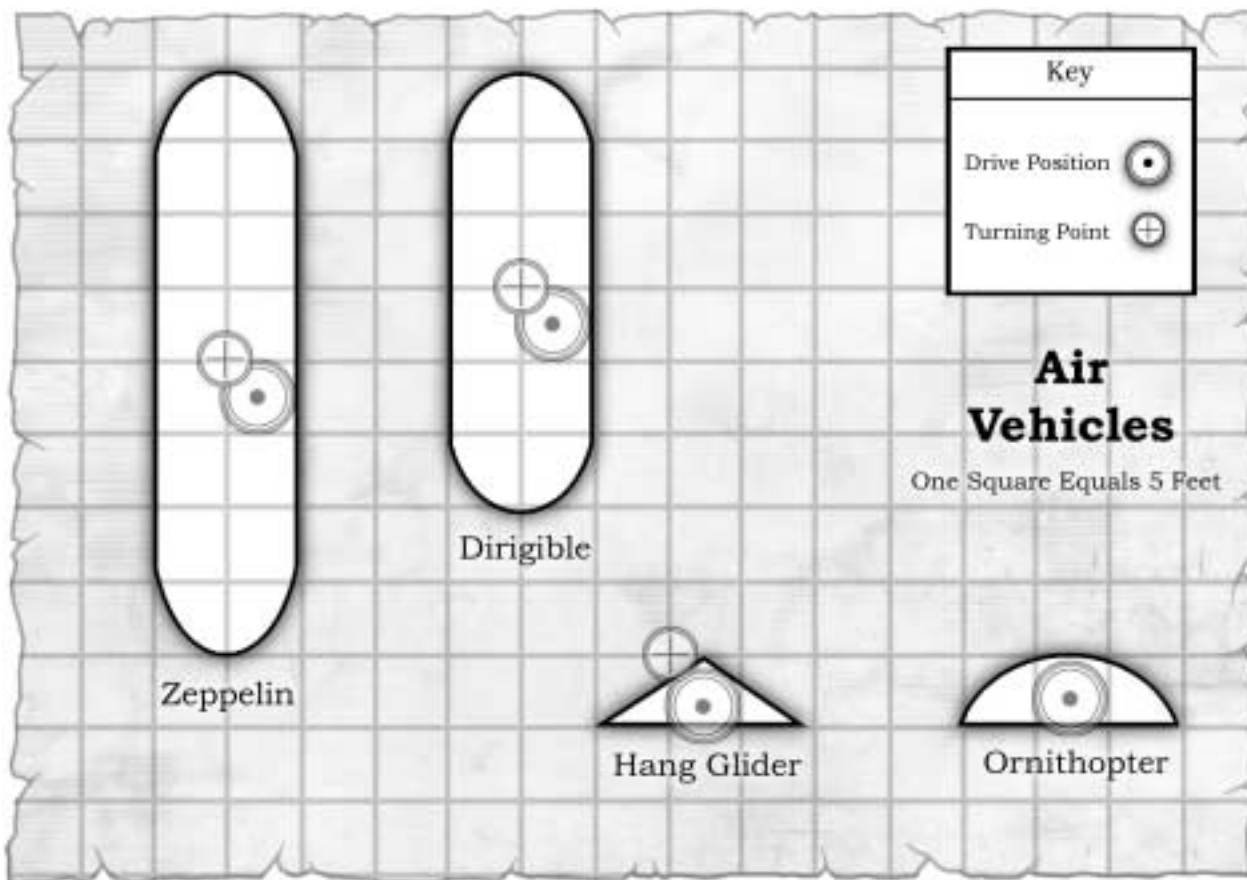 Key
Drive Position
Turning Point
Air
Vehicles
One Square Equals 5 Feet
Dirigible
Zeppelin
Hang Glider
Ornithopter